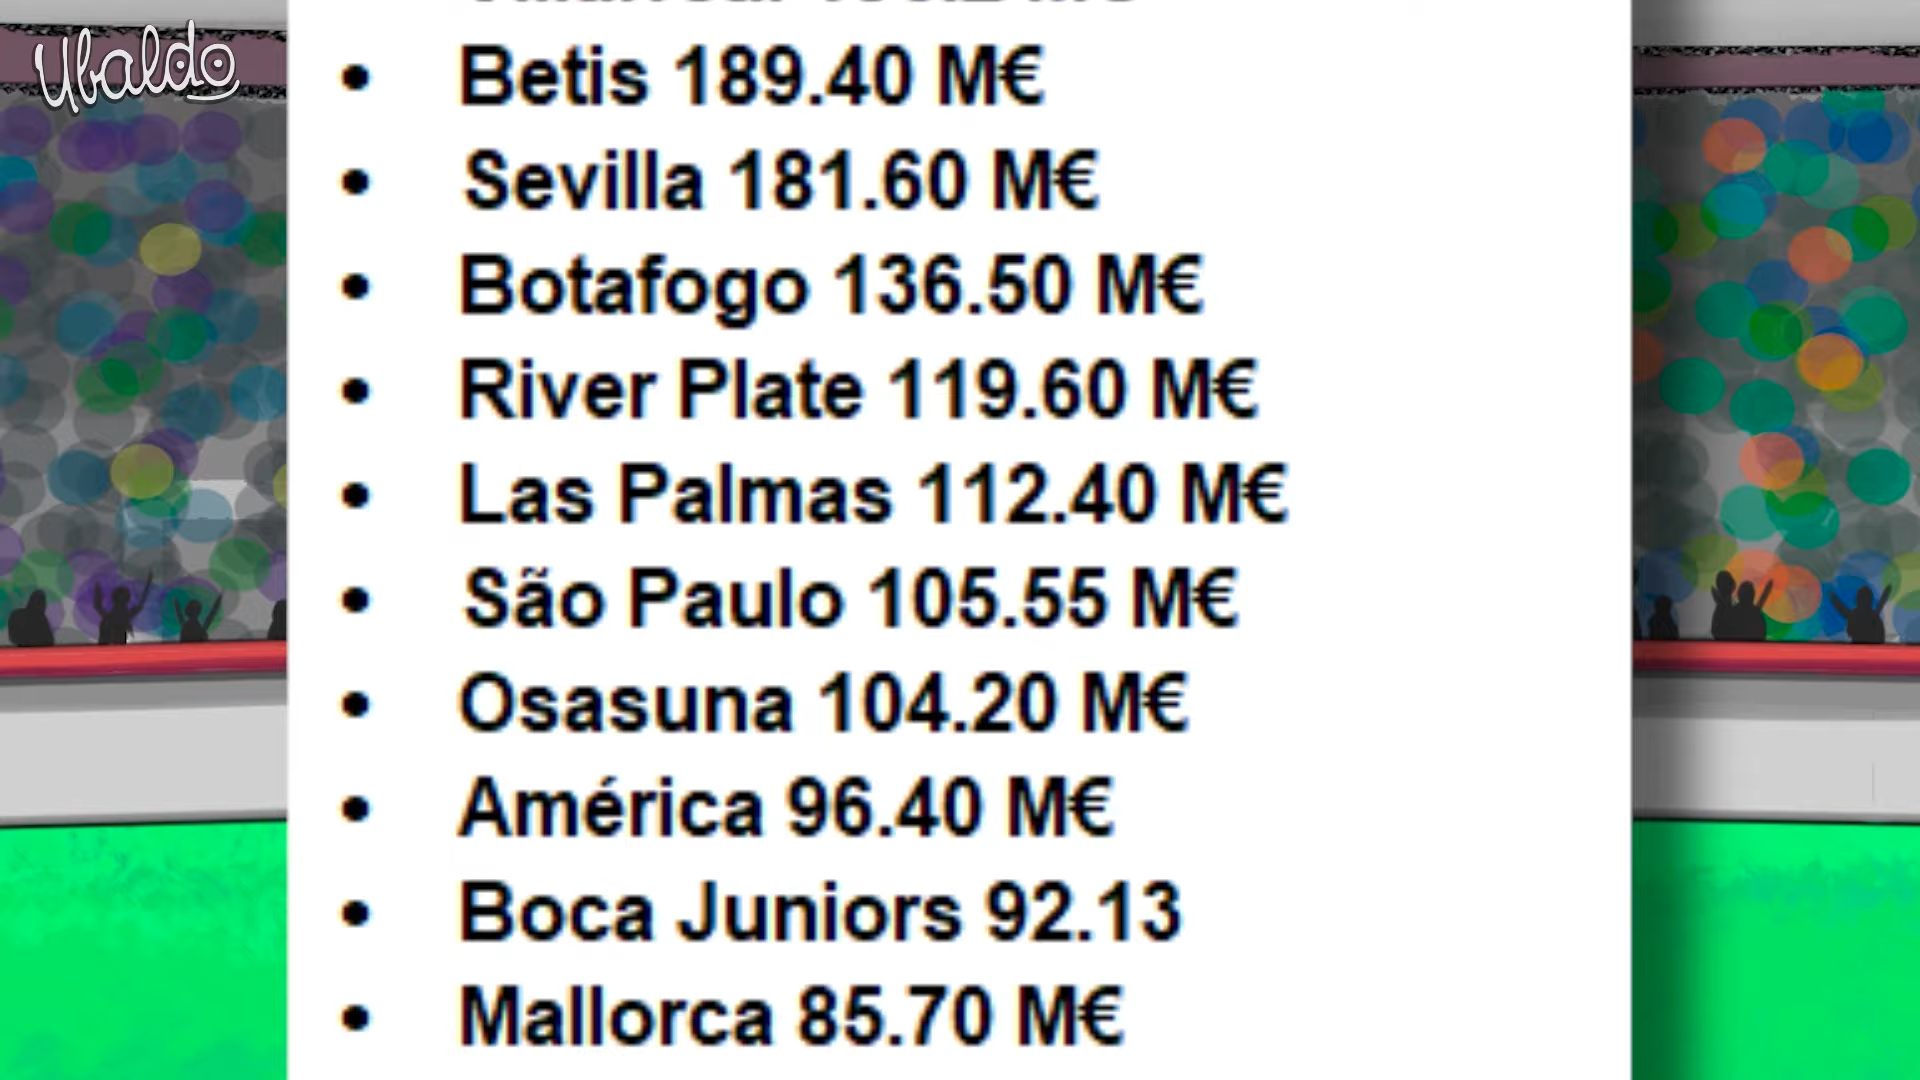 Ubaldo
• Betis 189.40 M€
• Sevilla 181.60 M€
• Botafogo 136.50 M€
• River Plate 119.60 M€
• Las Palmas 112.40 M€
• São Paulo 105.55 M€
• Osasuna 104.20 M€
• América 96.40 M€
• Boca Juniors 92.13
• Mallorca 85.70 M€